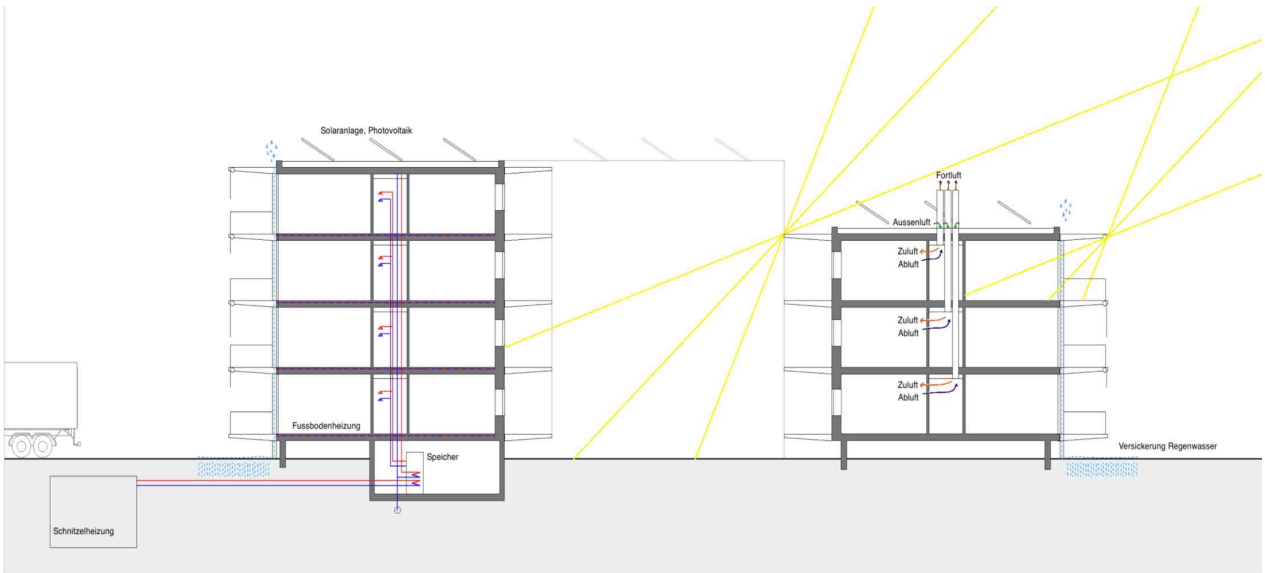 Solaranlage, Photovoltaik
Fortluft
Aussenluft
Zuluft
Abluft
Zuluft
Abluft
Zuluft
Abluft
Fussbodenheizung
Versickerung Regenwasser
Speicher
Schnitzelheizung